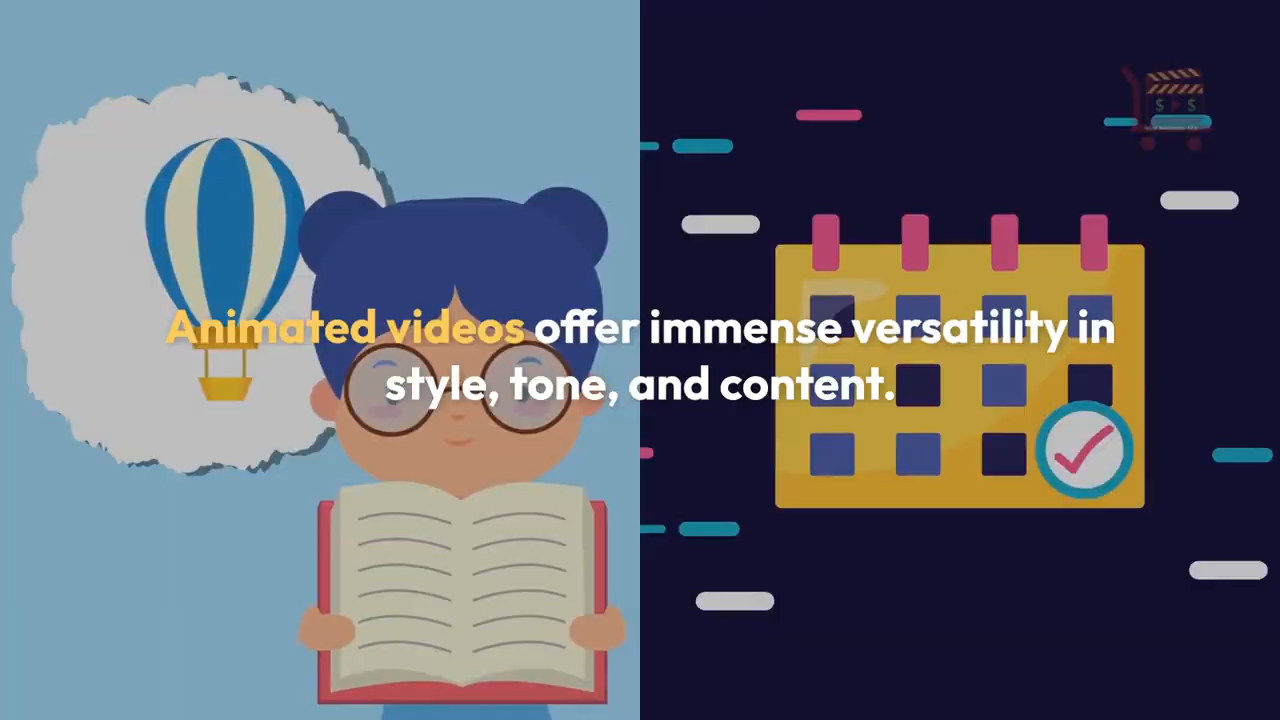 $ $
Animated videos offer immense versatility in
style, tone, and content.